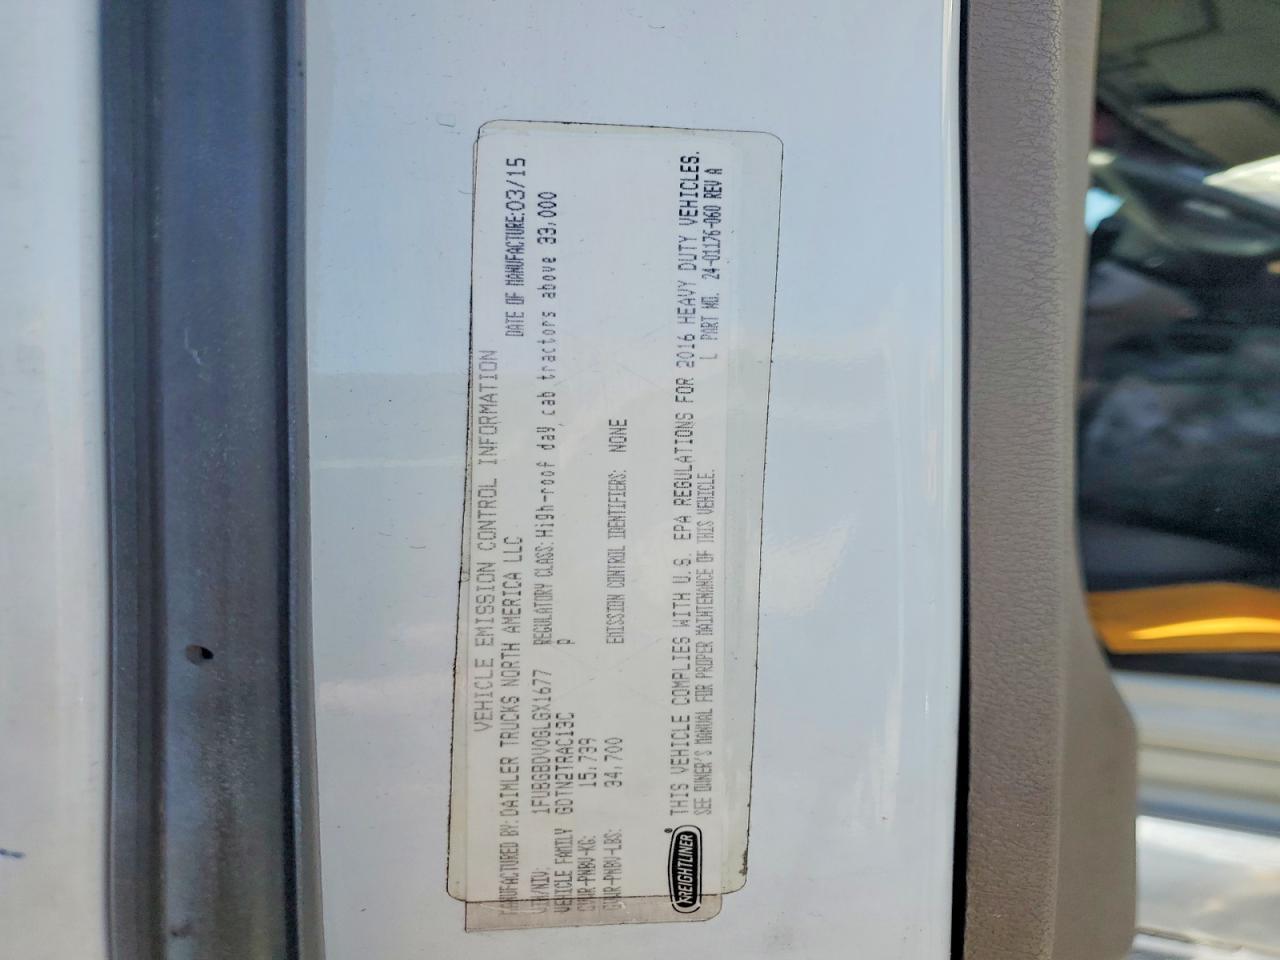 VEHICLE EMISSION CONTROL INFORMATION
MANUFACTURED BY: DAIMLER TRUCKS NORTH AMERICA LLC DATE OF MANUFACTURE: 03/15
VIN/NIV: 1FUBGBDV0GLGX1677 REGULATORY CLASS: High-roof day, cab tractors above 33,000
VEHICLE FAMILY GDTN2TRAC13C P
GVWR-PNBV-KG: 15,739
GVWR-PNBV-LBS: 34,700 EMISSION CONTROL IDENTIFIERS: NONE
FREIGHTLINER®
THIS VEHICLE COMPLIES WITH U.S. EPA REGULATIONS FOR 2016 HEAVY DUTY VEHICLES.
SEE OWNER'S MANUAL FOR PROPER MAINTENANCE OF THIS VEHICLE. L PART NO. 24-01176-060 REV A